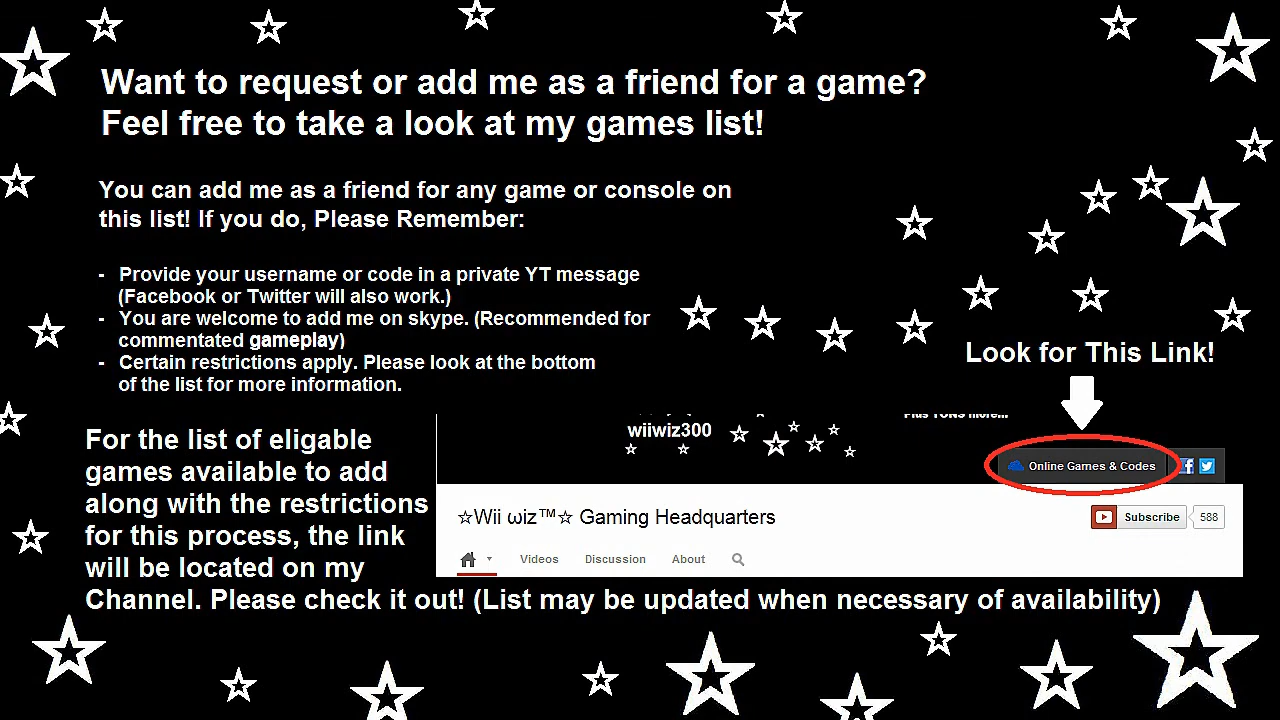 Want to request or add me as a friend for a game?
Feel free to take a look at my games list!
You can add me as a friend for any game or console on
this list! If you do, Please Remember:
- Provide your username or code in a private YT message
(Facebook or Twitter will also work.)
- You are welcome to add me on skype. (Recommended for
commentated gameplay)
- Certain restrictions apply. Please look at the bottom
of the list for more information.
Look for This Link!
For the list of eligable
games available to add
along with the restrictions
for this process, the link
will be located on my
Channel. Please check it out! (List may be updated when necessary of availability)
Plus TONS more...
wiiwiz300
Online Games & Codes
☆Wii ωiz™☆ Gaming Headquarters
Subscribe 588
Videos Discussion About